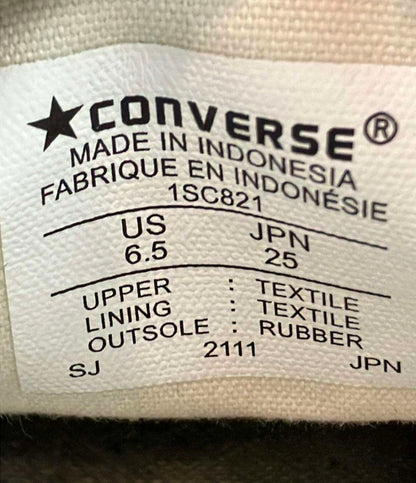 ★CONVERSE®
MADE IN INDONESIA
FABRIQUE EN INDONÉSIE
1SC821
US JPN
6.5 25
UPPER : TEXTILE
LINING : TEXTILE
OUTSOLE : RUBBER
SJ 2111 JPN